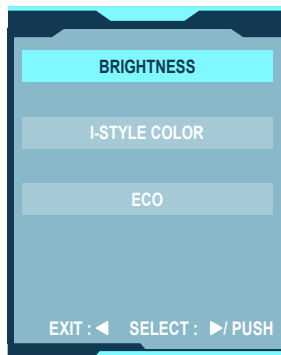 BRIGHTNESS
I-STYLE COLOR
ECO
EXIT : ◀ SELECT : ▶/ PUSH